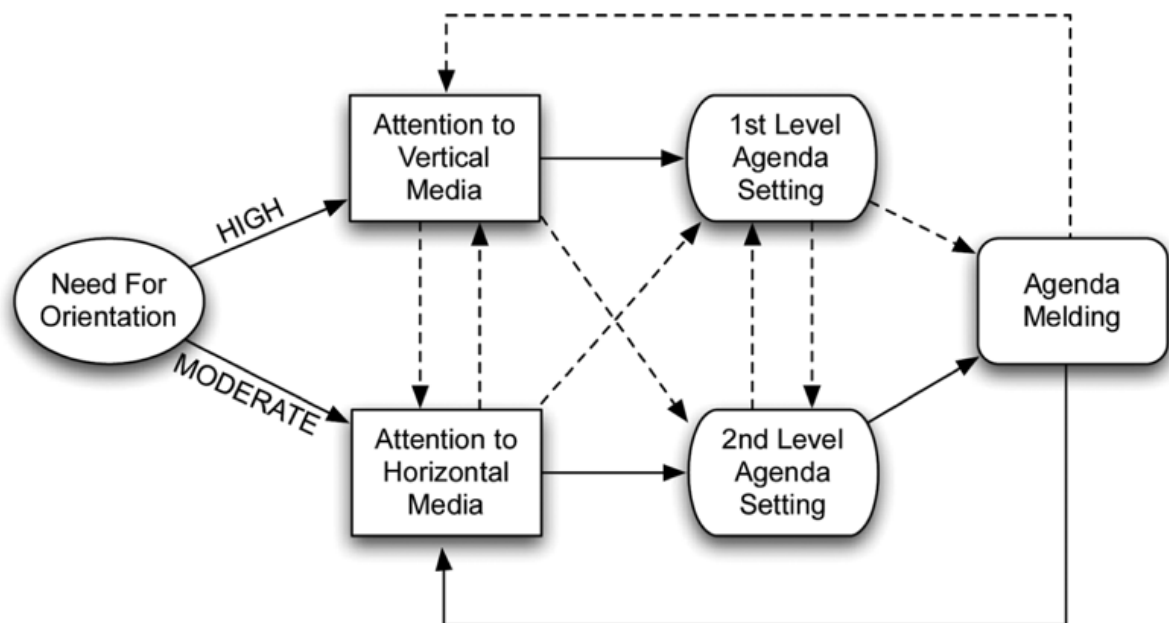 Attention to
Vertical
Media
1st Level
Agenda
Setting
HIGH
Need For
Orientation
Agenda
Melding
MODERATE
Attention to
Horizontal
Media
2nd Level
Agenda
Setting